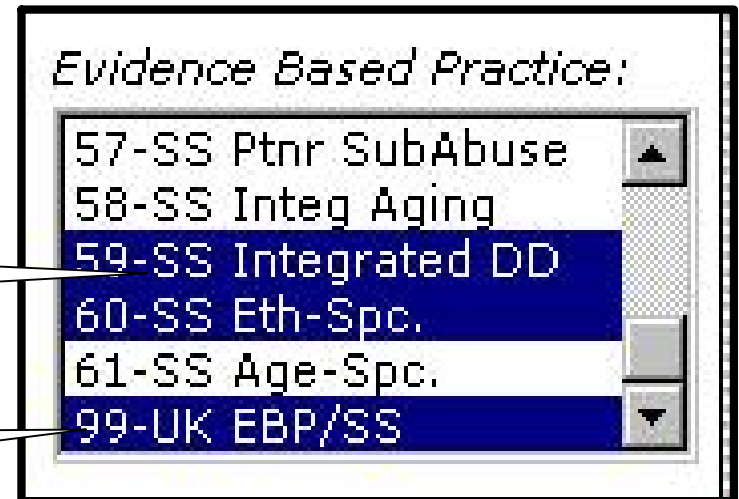 Evidence Based Practice:
57-SS Ptnr SubAbuse
58-SS Integ Aging
59-SS Integrated DD
60-SS Eth-Spc.
61-SS Age-Spc.
99-UK EBP/SS